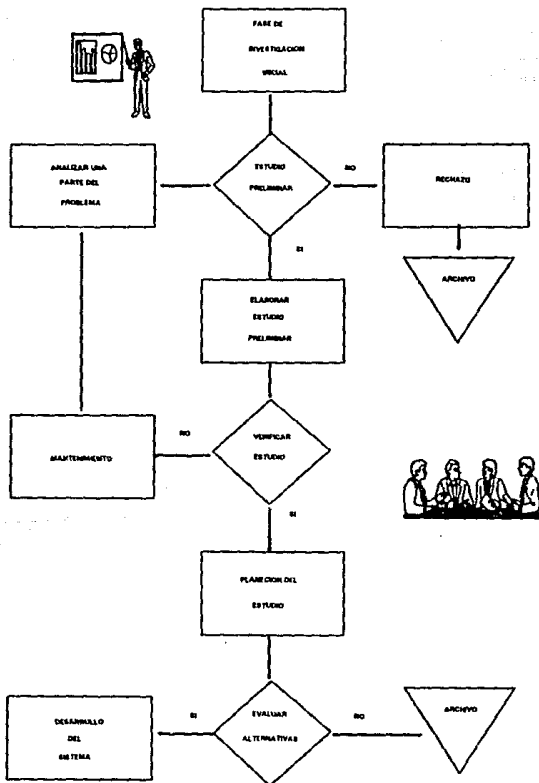 FASE DE
INVESTIGACION
INICIAL
ANALIZAR UNA
PARTE DEL
PROBLEMA
ESTUDIO
PRELIMINAR
NO
RECHAZO
SI
ARCHIVO
ELABORAR
ESTUDIO
PRELIMINAR
MANTENIMIENTO
NO
VERIFICAR
ESTUDIO
SI
PLANECION DEL
ESTUDIO
DESARROLLO
DEL
SISTEMA
SI
EVALUAR
ALTERNATIVAS
NO
ARCHIVO